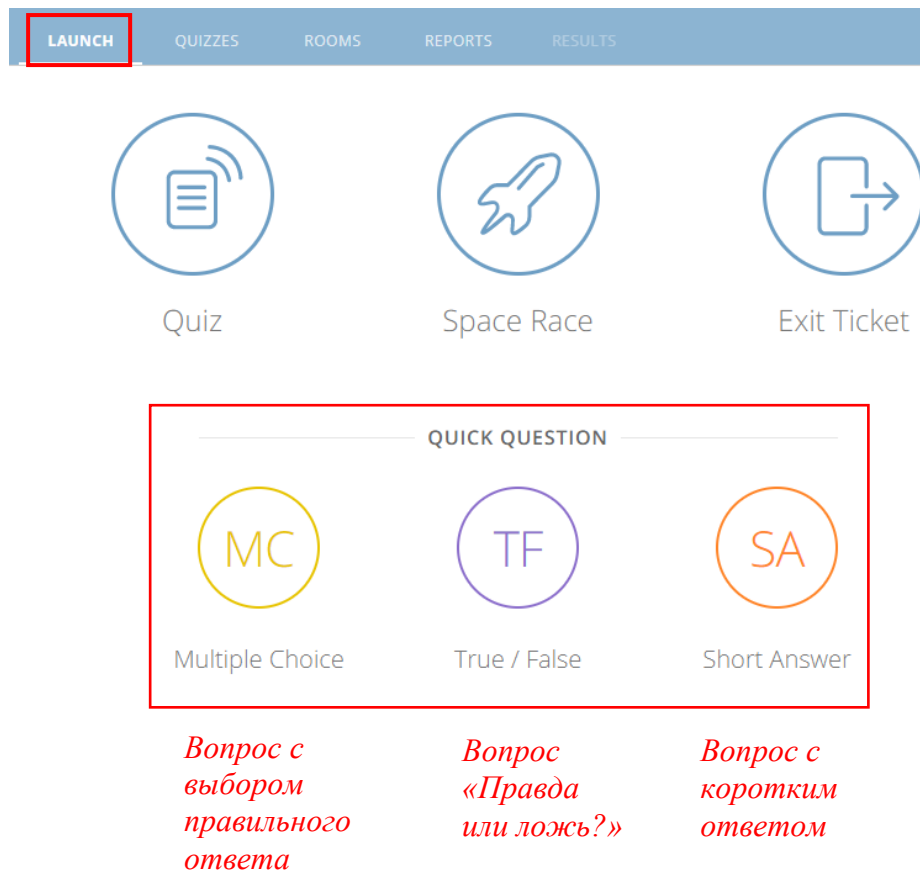 LAUNCH QUIZZES ROOMS REPORTS RESULTS
Quiz Space Race Exit Ticket
QUICK QUESTION
MC TF SA
Multiple Choice True / False Short Answer
Вопрос с
выбором
правильного
ответа
Вопрос
«Правда
или ложь?»
Вопрос с
коротким
ответом